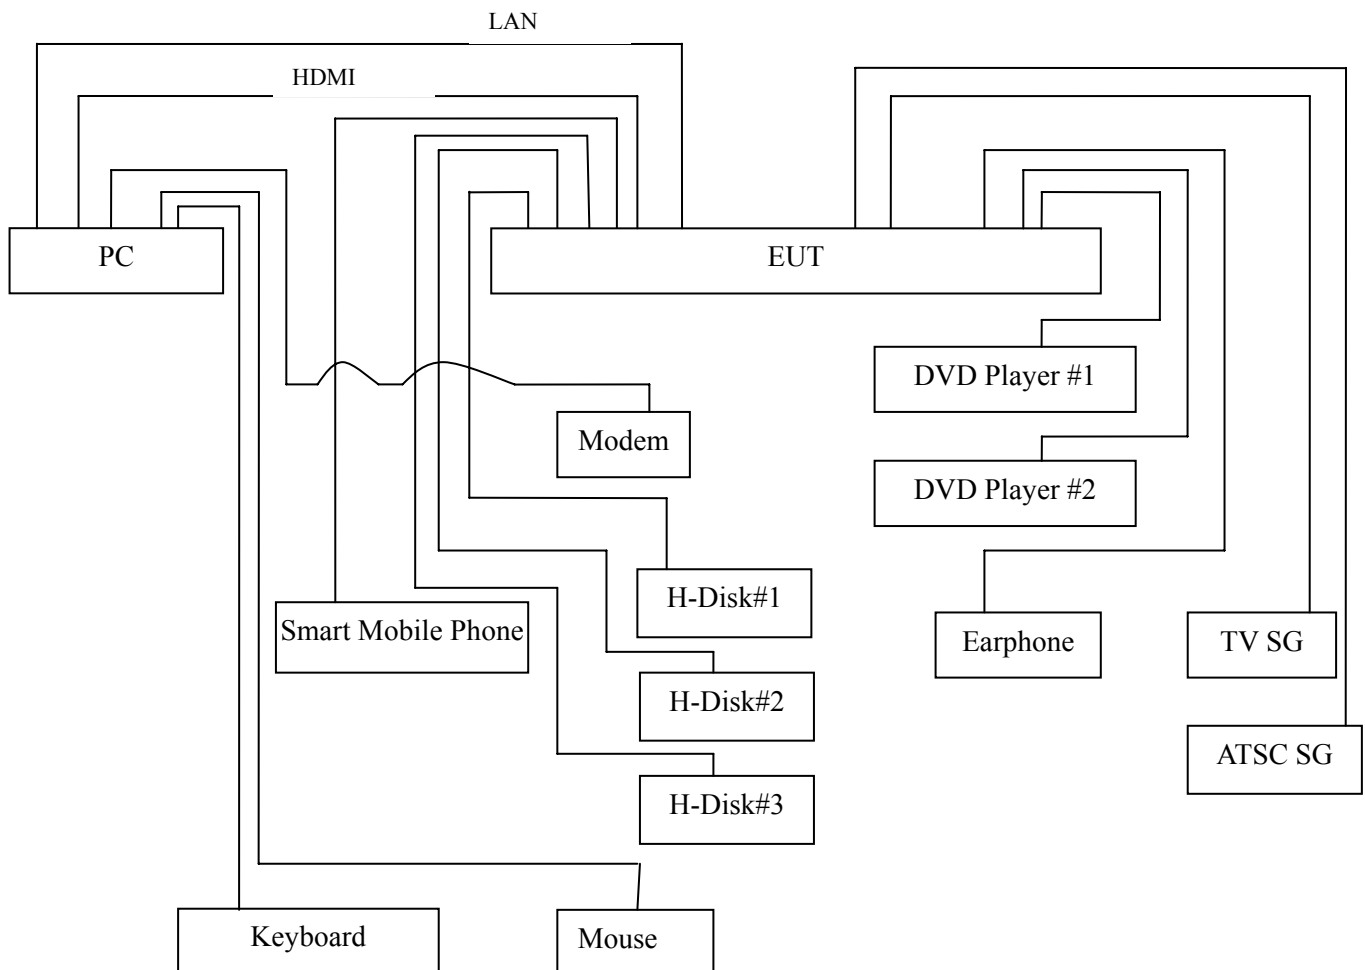 LAN
HDMI
PC
EUT
DVD Player #1
Modem
DVD Player #2
H-Disk#1
Smart Mobile Phone
Earphone
TV SG
H-Disk#2
ATSC SG
H-Disk#3
Keyboard
Mouse